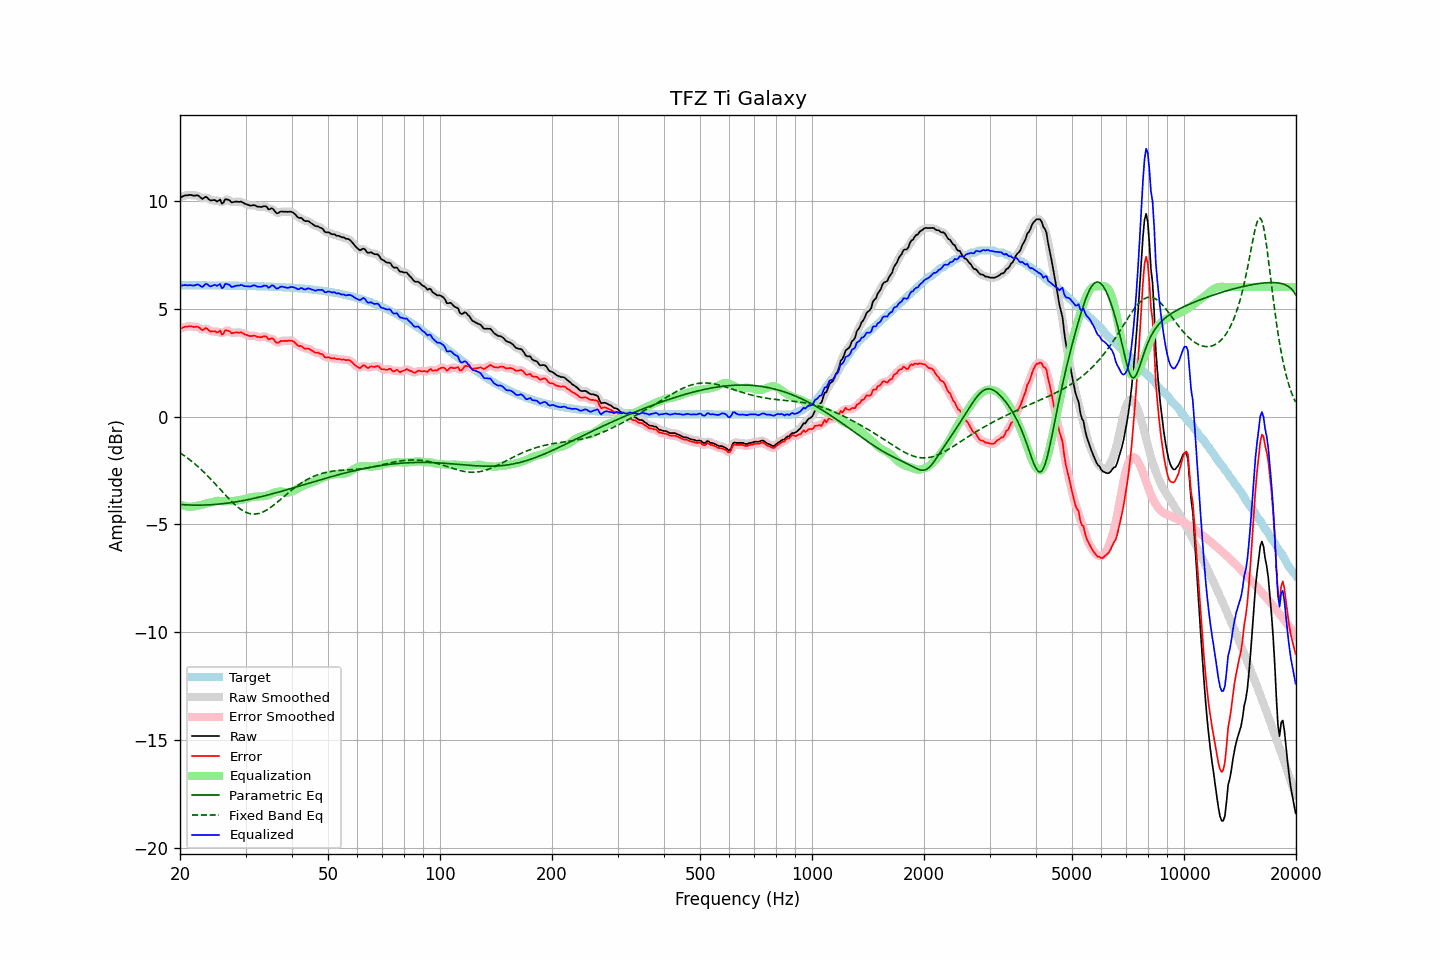 TFZ Ti Galaxy
Amplitude (dBr)
10
5
0
−5
−10
−15
−20
Target
Raw Smoothed
Error Smoothed
Raw
Error
Equalization
Parametric Eq
Fixed Band Eq
Equalized
20
50
100
200
500
1000
2000
5000
10000
20000
Frequency (Hz)